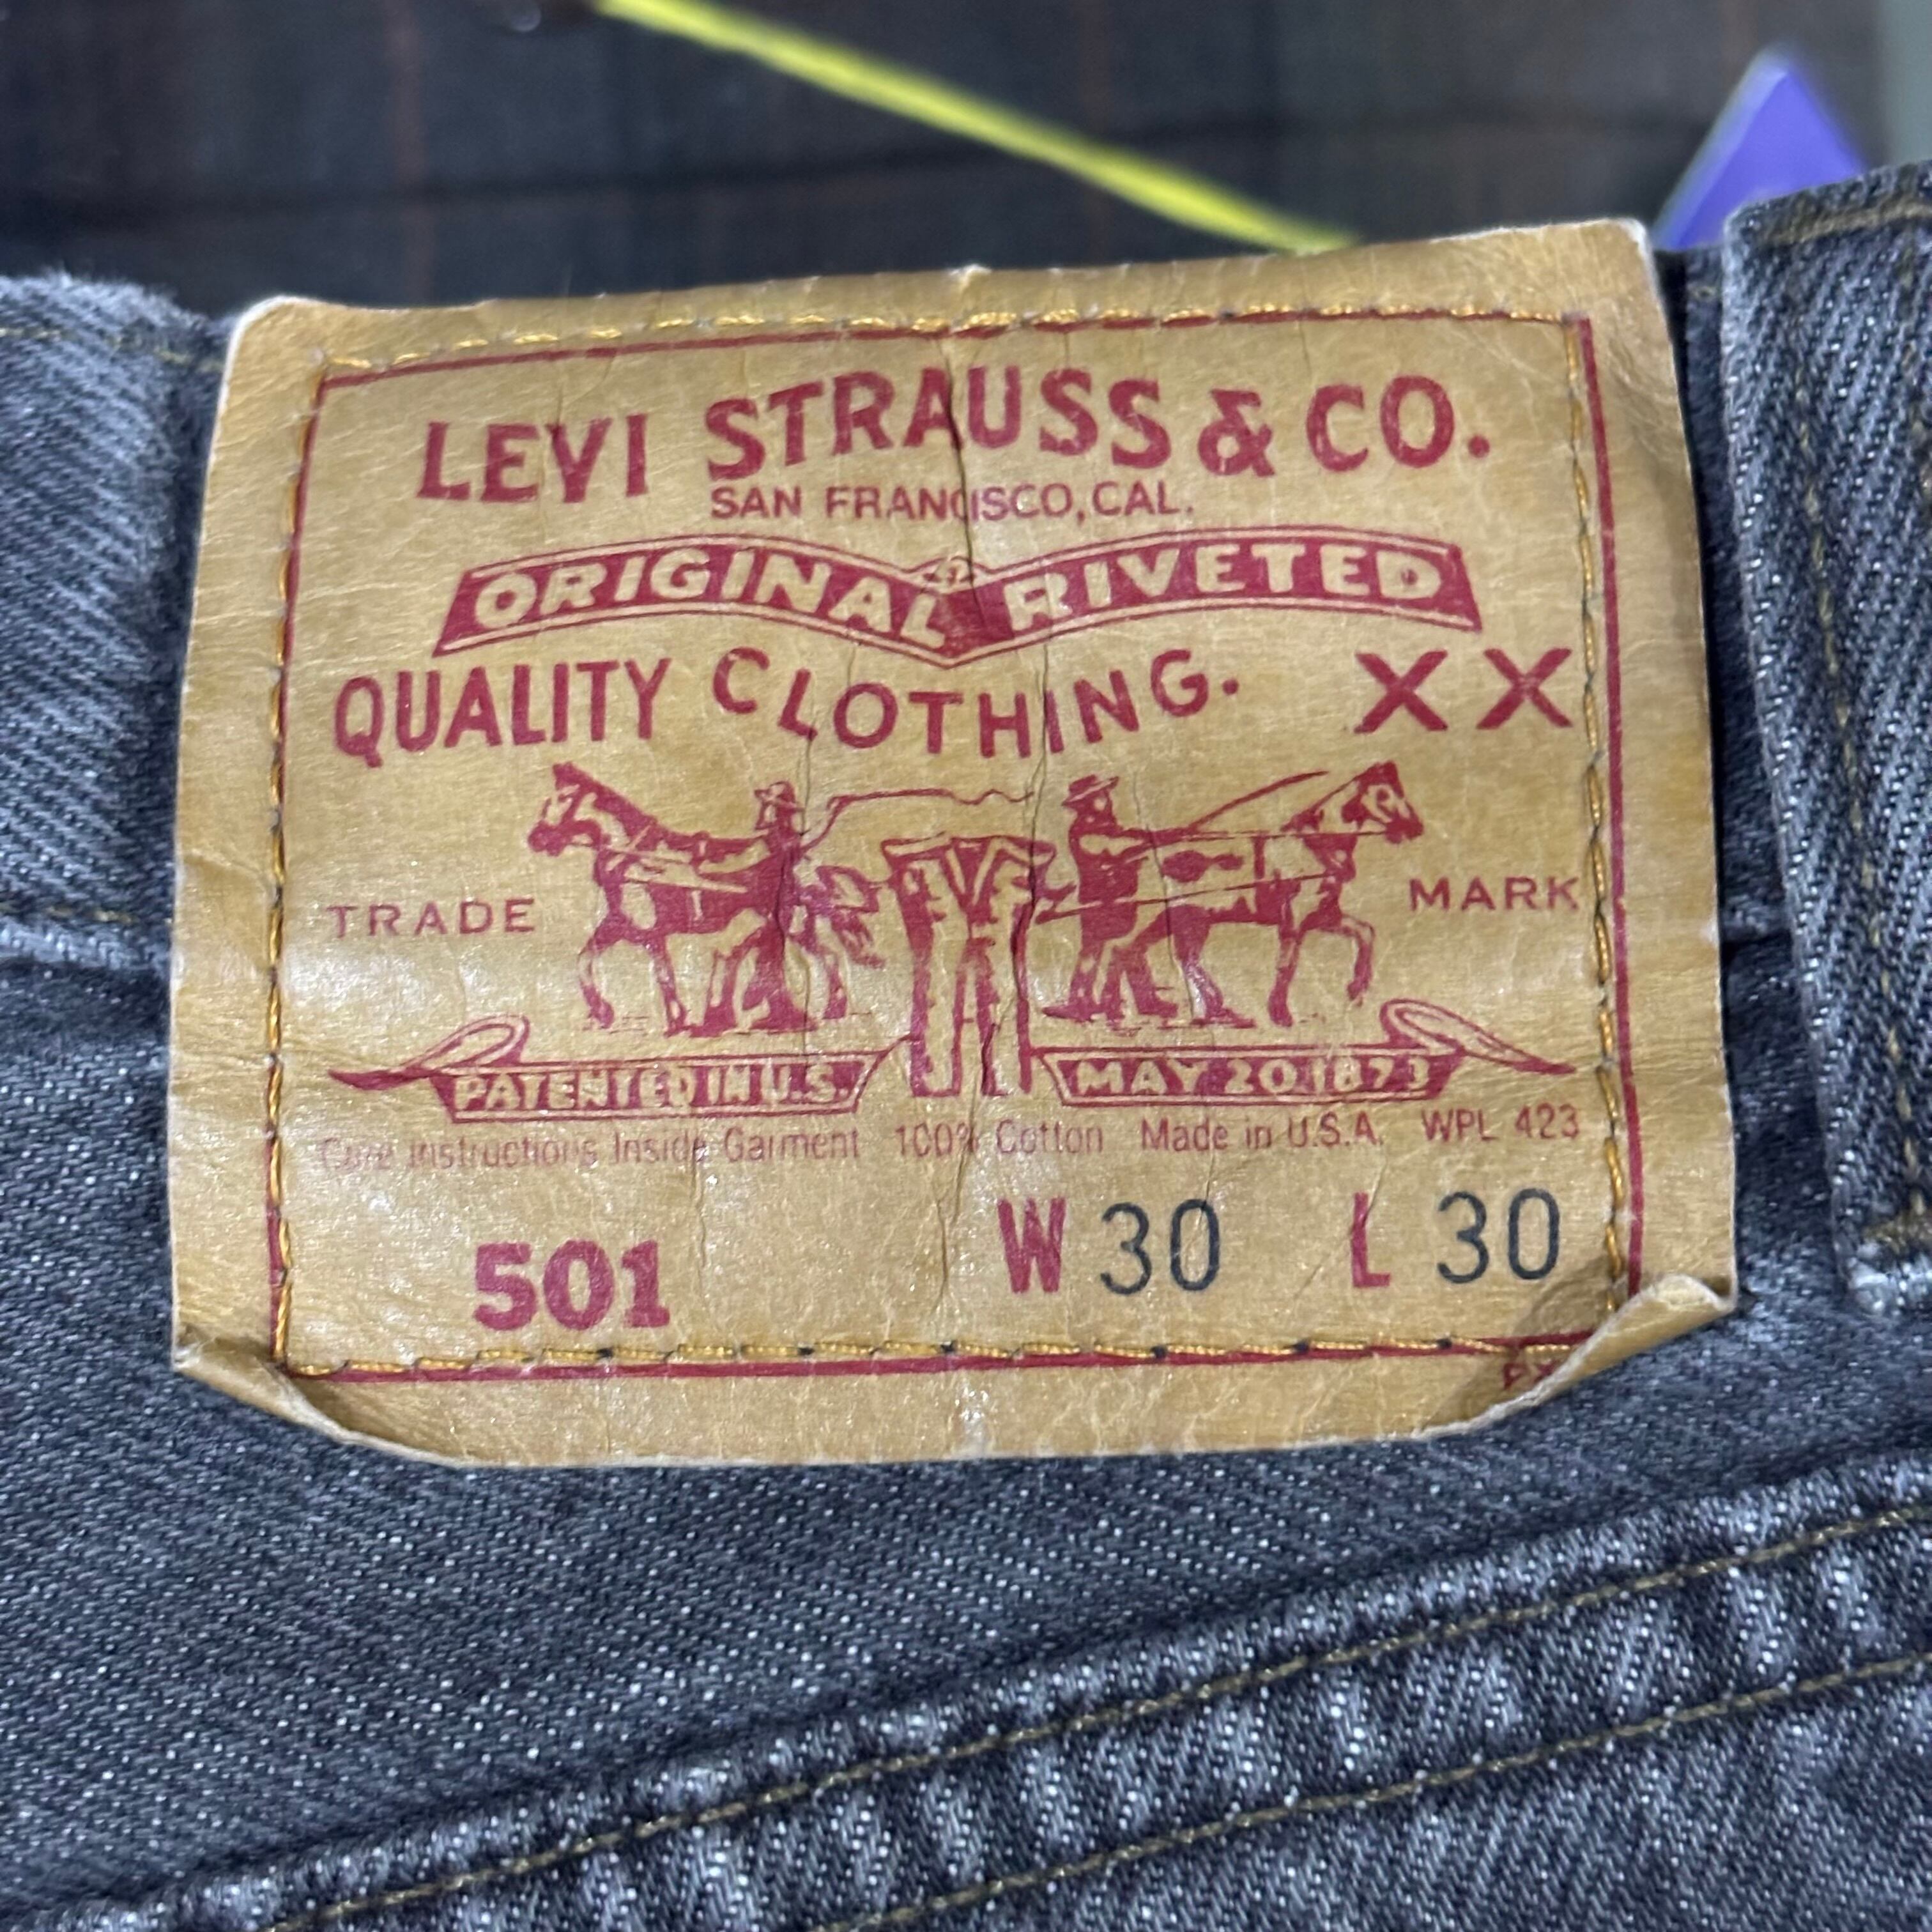 LEVI STRAUSS & CO.
SAN FRANCISCO, CAL.
ORIGINAL RIVETED
QUALITY CLOTHING. XX
TRADE MARK
PATENTED IN U.S. MAY 20 1873
Care Instructions Inside Garment 100% Cotton Made in U.S.A. WPL 423
501 W 30 L 30